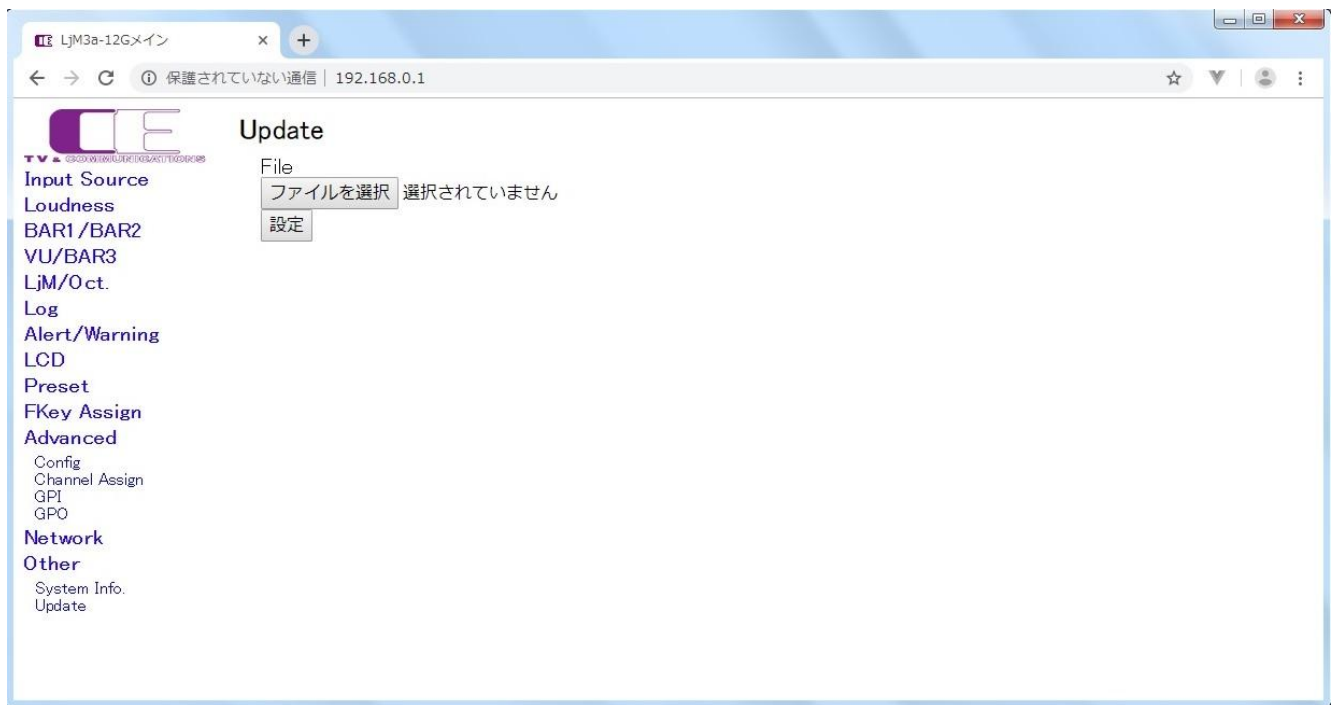 LjM3a-12Gメイン
保護されていない通信 | 192.168.0.1
TV & COMMUNICATIONS
Update
File
ファイルを選択 選択されていません
設定
Input Source
Loudness
BAR1/BAR2
VU/BAR3
LjM/Oct.
Log
Alert/Warning
LCD
Preset
FKey Assign
Advanced
Config
Channel Assign
GPI
GPO
Network
Other
System Info.
Update